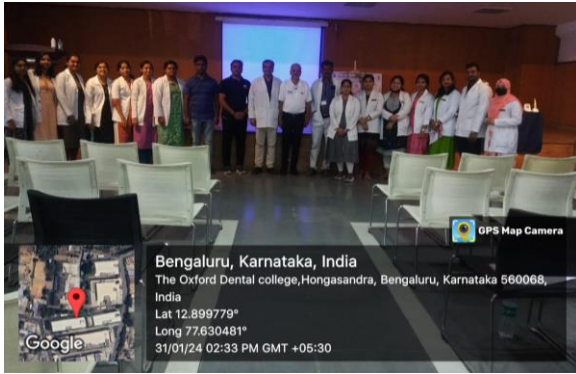 GPS Map Camera
Bengaluru, Karnataka, India
The Oxford Dental college,Hongasandra, Bengaluru, Karnataka 560068,
India
Lat 12.899779°
Long 77.630481°
31/01/24 02:33 PM GMT +05:30
Google